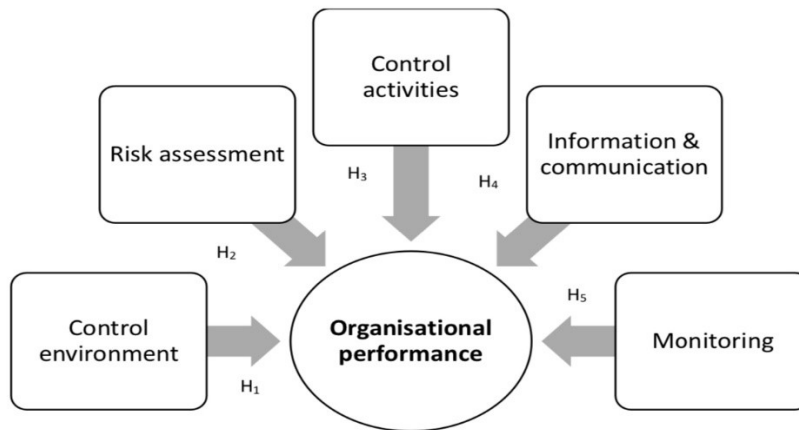 Control
activities
Risk assessment
Information &
communication
H₃
H₄
H₂
H₅
Control
environment
Organisational
performance
Monitoring
H₁